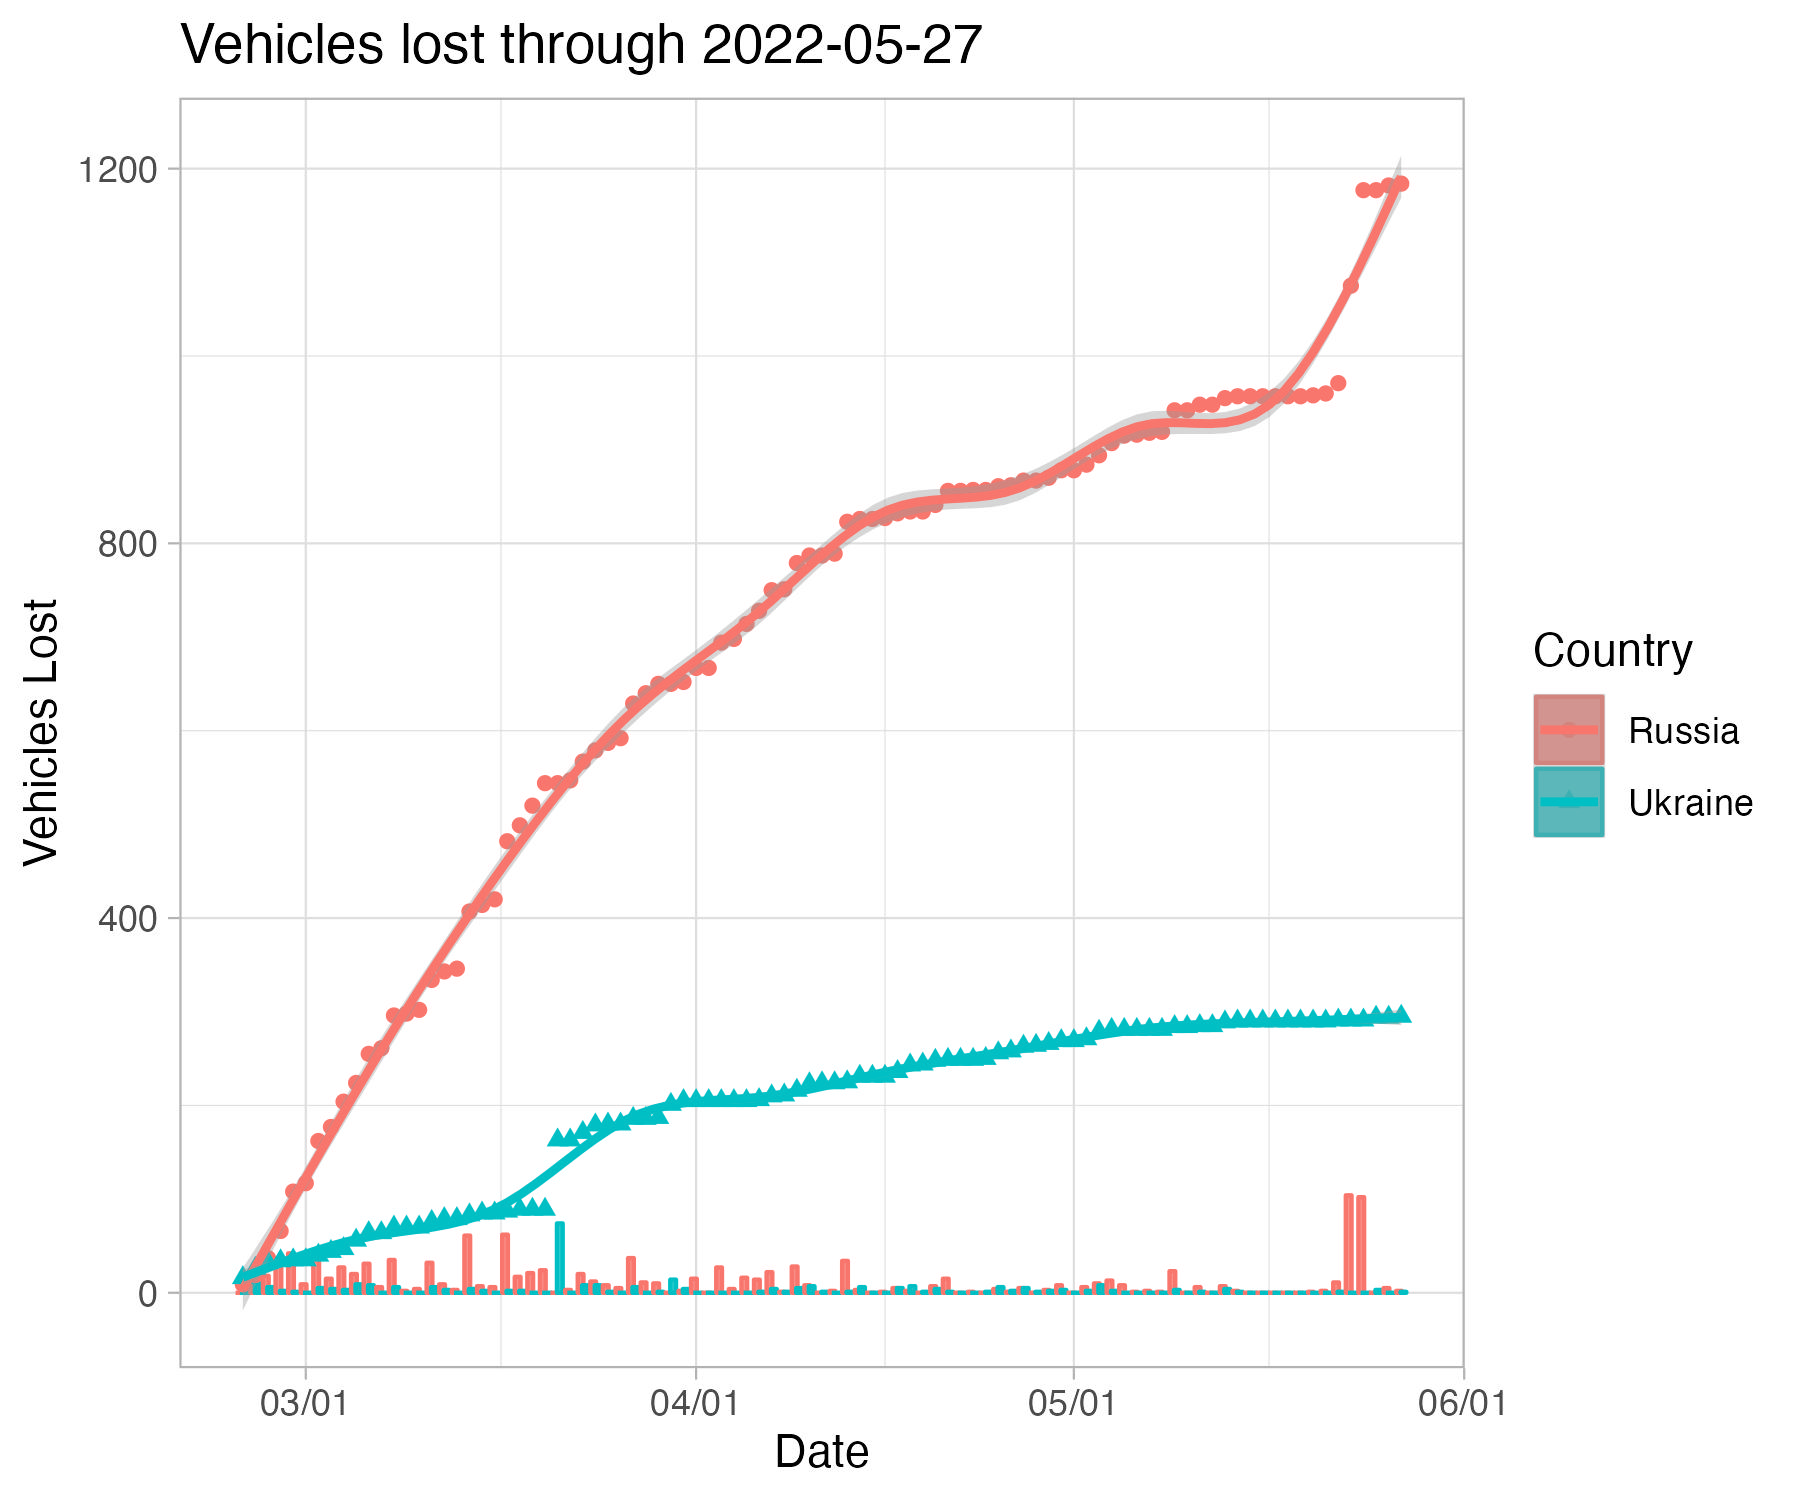 Vehicles lost through 2022-05-27
Vehicles Lost
1200
800
400
0
03/01
04/01
05/01
06/01
Date
Country
Russia
Ukraine